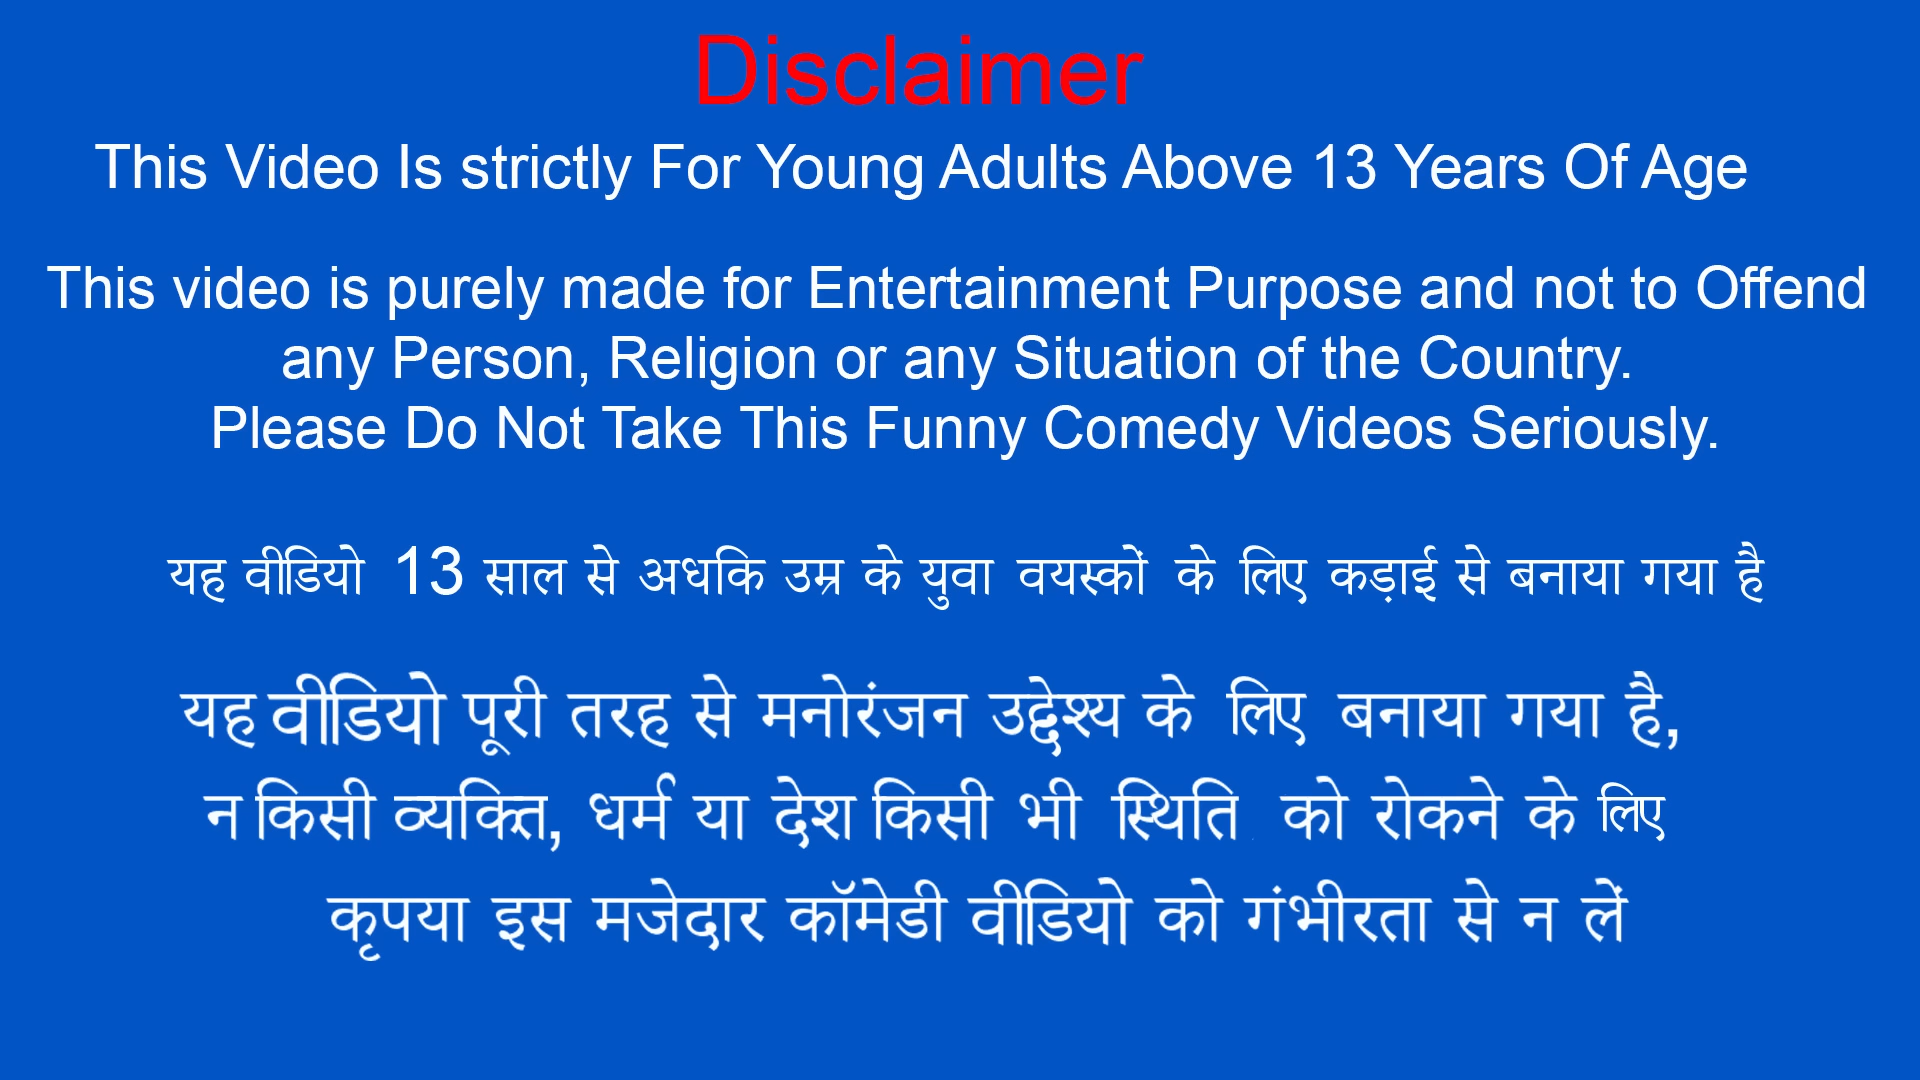 Disclaimer
This Video Is strictly For Young Adults Above 13 Years Of Age
This video is purely made for Entertainment Purpose and not to Offend
any Person, Religion or any Situation of the Country.
Please Do Not Take This Funny Comedy Videos Seriously.
यह वीडियो 13 साल से अधकि उम्र के युवा वयस्कों के लिए कड़ाई से बनाया गया है
यह वीडियो पूरी तरह से मनोरंजन उद्देश्य के लिए बनाया गया है,
न किसी व्यक्ति, धर्म या देश किसी भी स्थिति को रोकने के लिए
कृपया इस मजेदार कॉमेडी वीडियो को गंभीरता से न लें